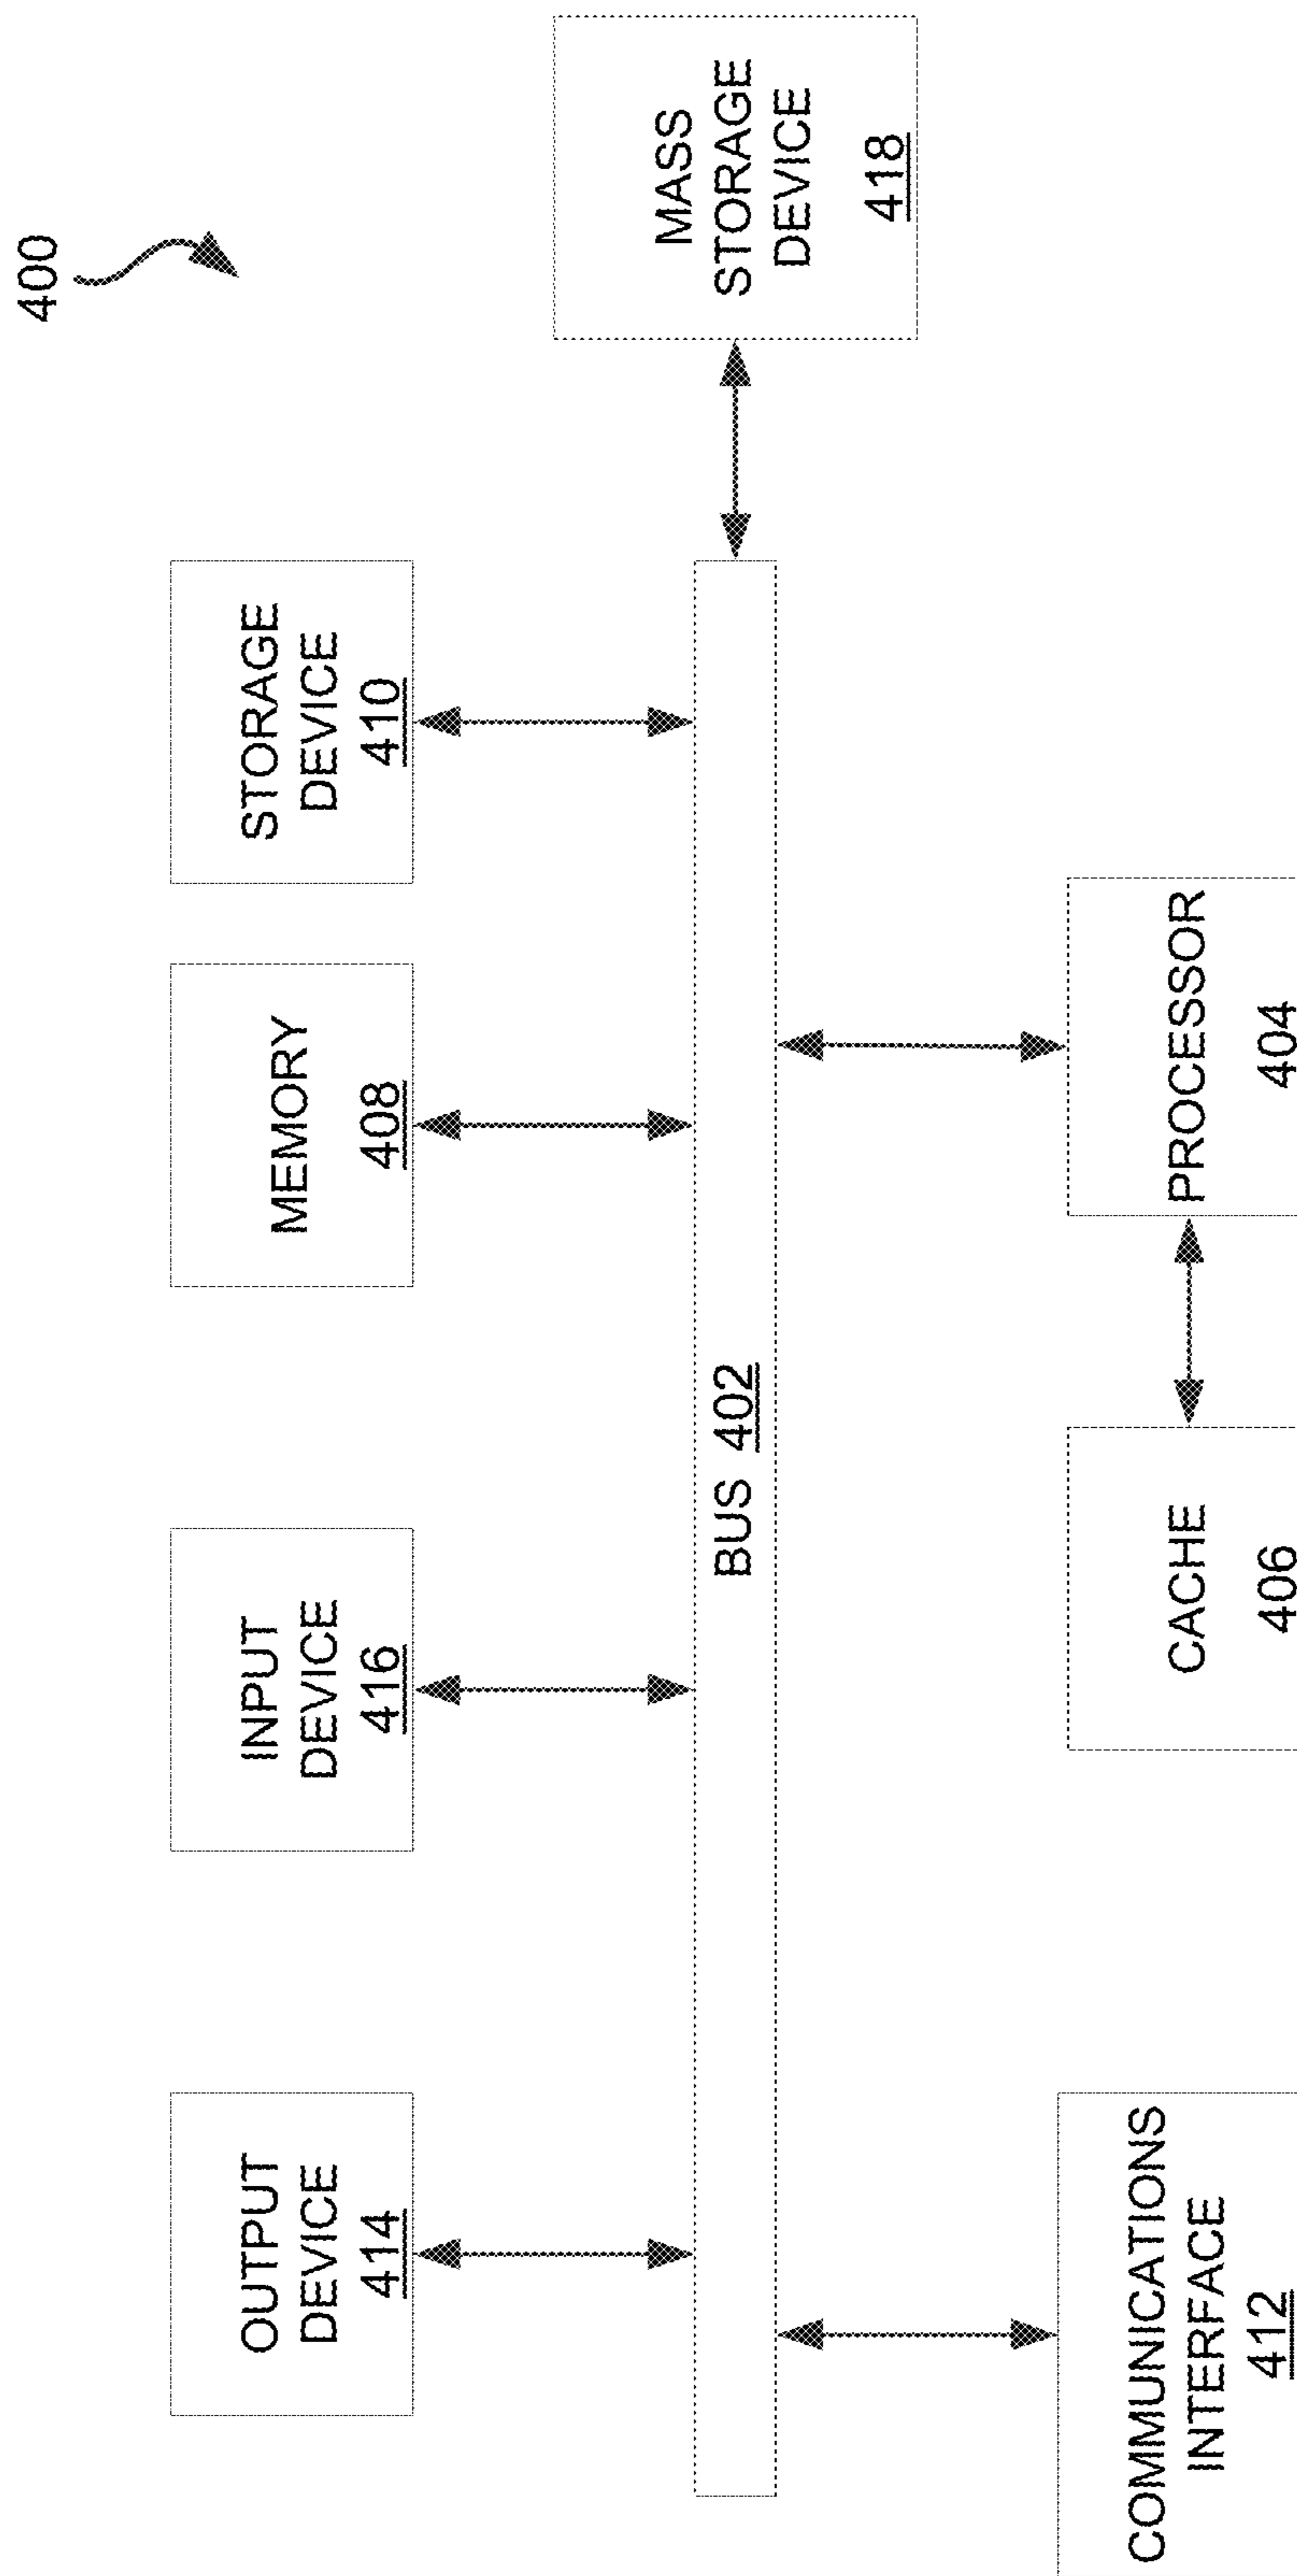 400
OUTPUT
DEVICE
414
INPUT
DEVICE
416
MEMORY
408
STORAGE
DEVICE
410
MASS
STORAGE
DEVICE
418
BUS 402
COMMUNICATIONS
INTERFACE
412
CACHE
406
PROCESSOR
404